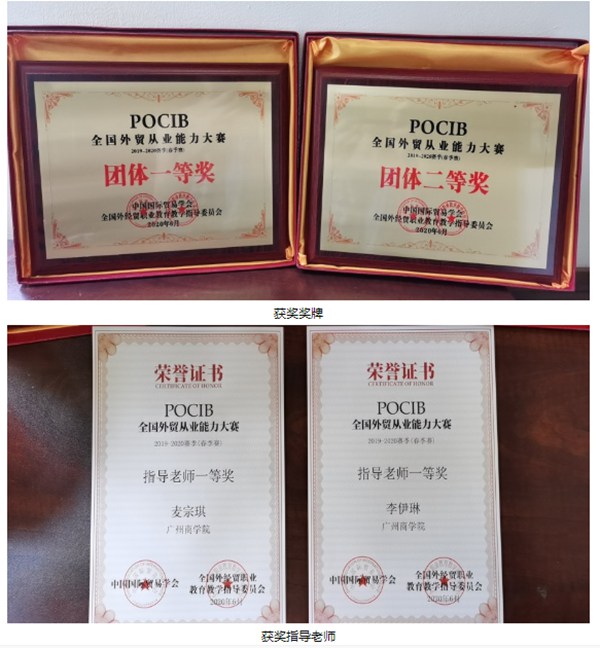 POCIB
全国外贸从业能力大赛
2019-2020赛季(春季赛)
团体一等奖
中国国际贸易学会
全国外经贸职业教育教学指导委员会
2020年6月
POCIB
全国外贸从业能力大赛
2019-2020赛季(春季赛)
团体二等奖
中国国际贸易学会
全国外经贸职业教育教学指导委员会
2020年6月
获奖奖牌
荣誉证书
CERTIFICATE OF HONOR
POCIB
全国外贸从业能力大赛
2019-2020赛季(春季赛)
指导老师一等奖
麦宗琪
广州商学院
中国国际贸易学会
全国外经贸职业
教育教学指导委员会
2020年6月
荣誉证书
CERTIFICATE OF HONOR
POCIB
全国外贸从业能力大赛
2019-2020赛季(春季赛)
指导老师一等奖
李伊琳
广州商学院
中国国际贸易学会
全国外经贸职业
教育教学指导委员会
2020年6月
获奖指导老师